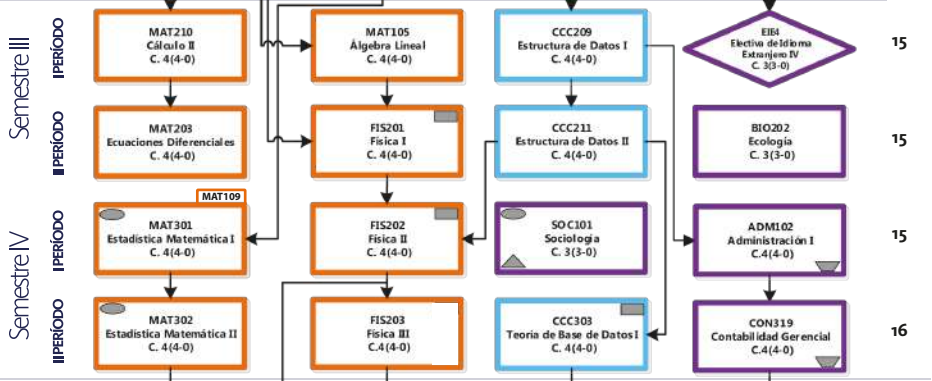 Semestre III
I PERÍODO
MAT210
Cálculo II
C. 4(4-0)
MAT105
Álgebra Lineal
C. 4(4-0)
CCC209
Estructura de Datos I
C. 4(4-0)
EIE4
Electiva de Idioma
Extranjero IV
C. 3(3-0)
15
II PERÍODO
MAT203
Ecuaciones Diferenciales
C. 4(4-0)
FIS201
Física I
C. 4(4-0)
CCC211
Estructura de Datos II
C. 4(4-0)
BIO202
Ecología
C. 3(3-0)
15
Semestre IV
I PERÍODO
MAT109
MAT301
Estadística Matemática I
C. 4(4-0)
FIS202
Física II
C. 4(4-0)
SOC101
Sociología
C. 3(3-0)
ADM102
Administración I
C.4(4-0)
15
II PERÍODO
MAT302
Estadística Matemática II
C. 4(4-0)
FIS203
Física III
C.4(4-0)
CCC303
Teoría de Base de Datos I
C. 4(4-0)
CON319
Contabilidad Gerencial
C.4(4-0)
16